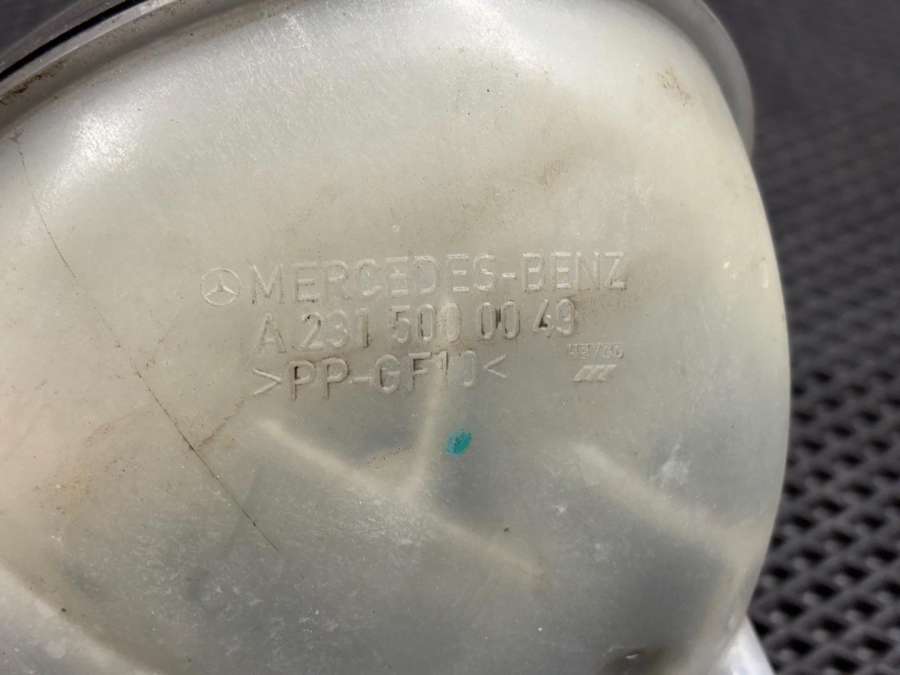 MERCEDES-BENZ
A 231 500 00 49
>PP-GF10<